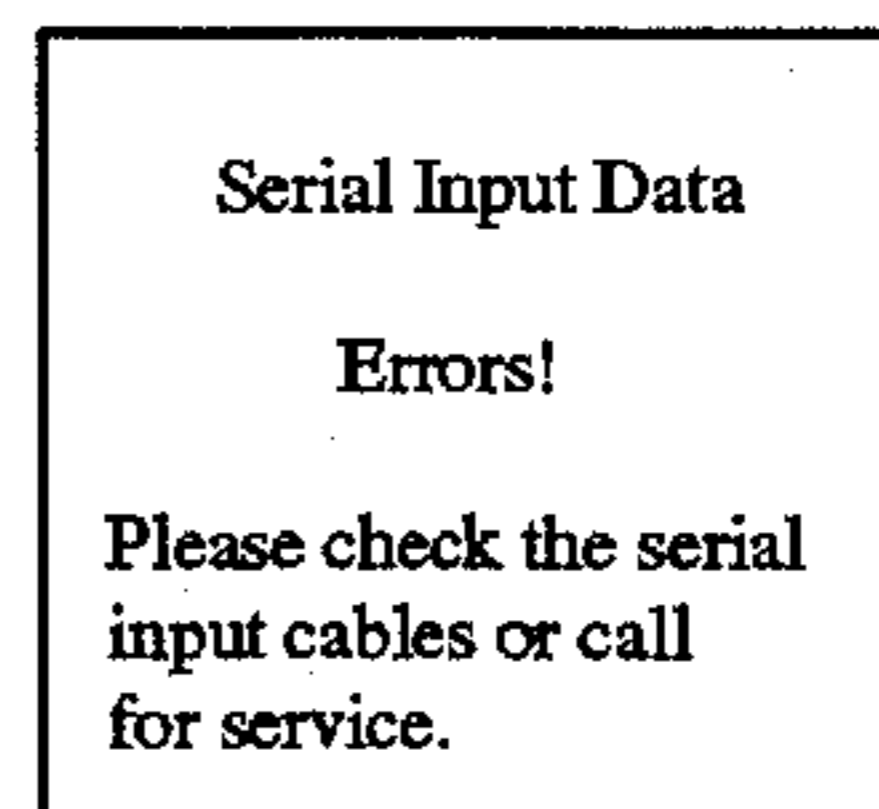 Serial Input Data
Errors!
Please check the serial
input cables or call
for service.